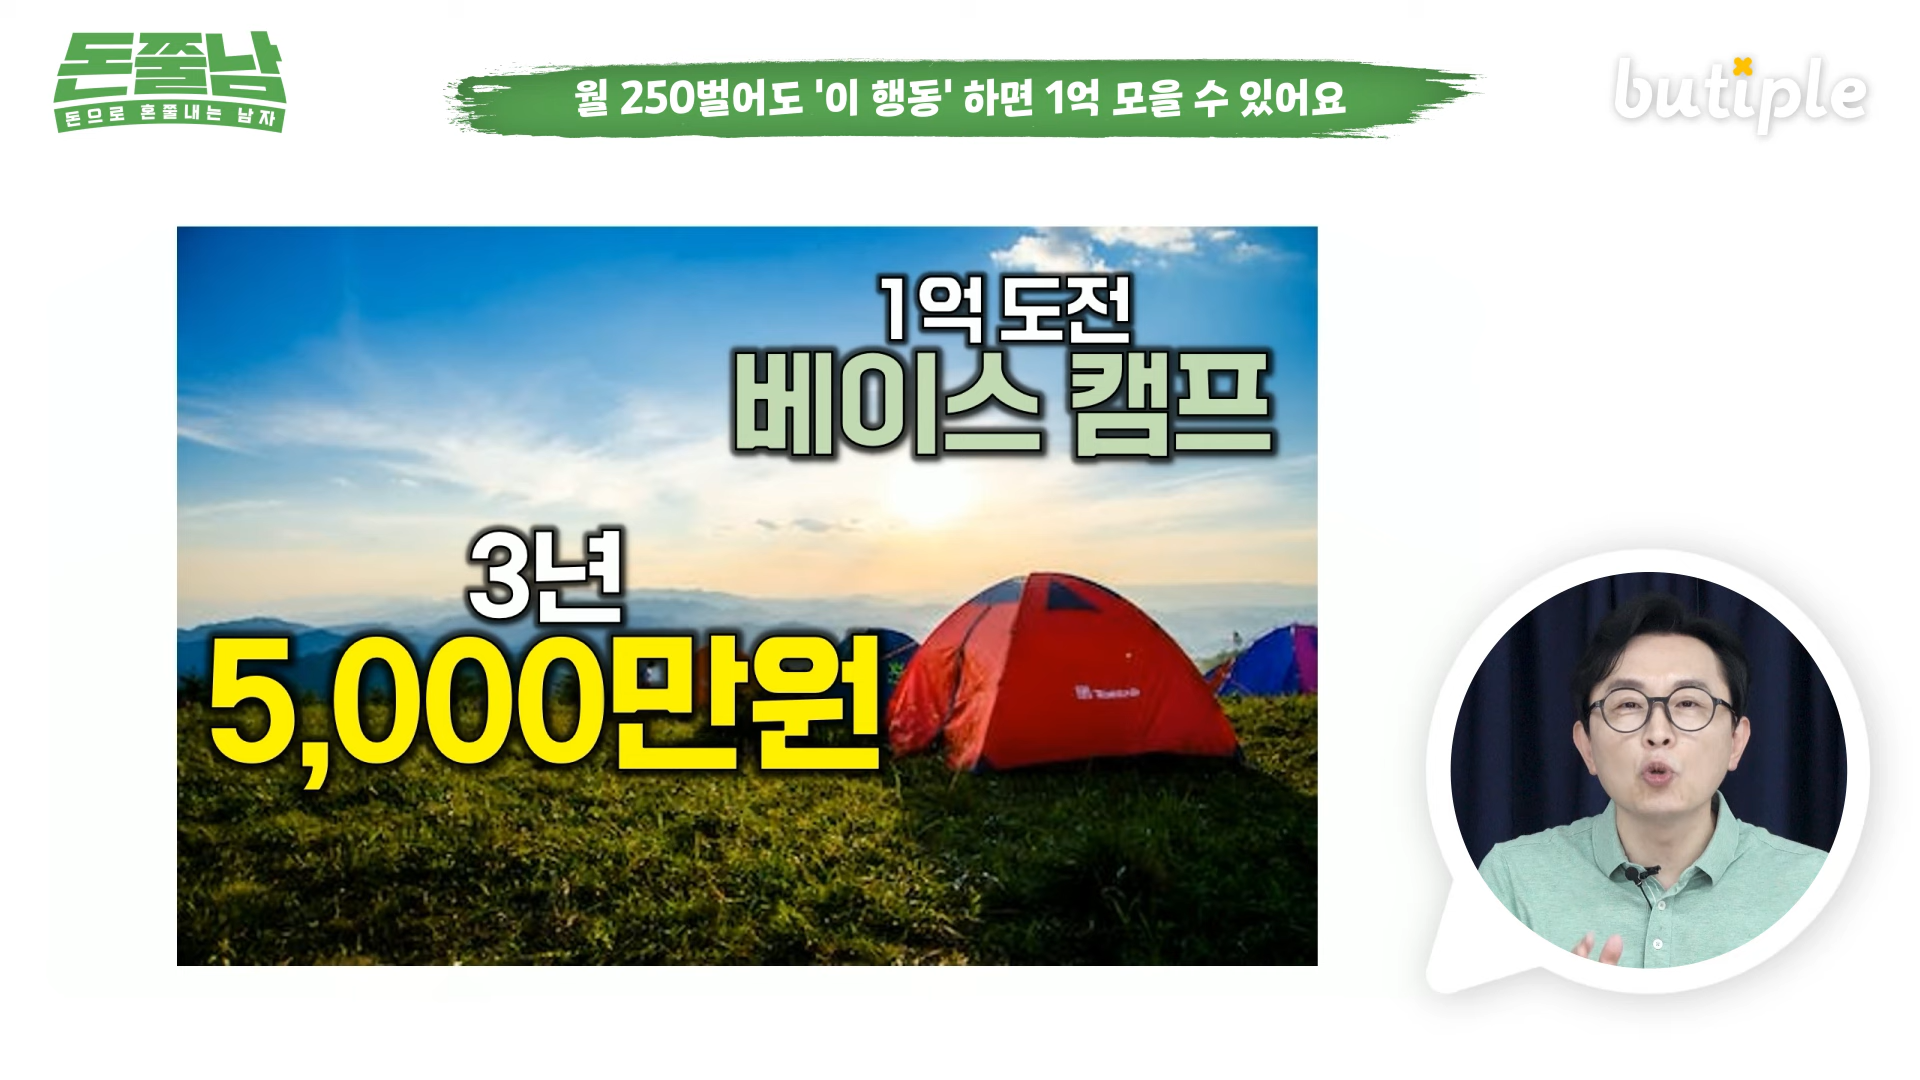 돈쭐남
돈으로 혼쭐내는 남자
월 250벌어도 '이 행동' 하면 1억 모을 수 있어요
butiple
1억 도전
베이스 캠프
3년
5,000만원